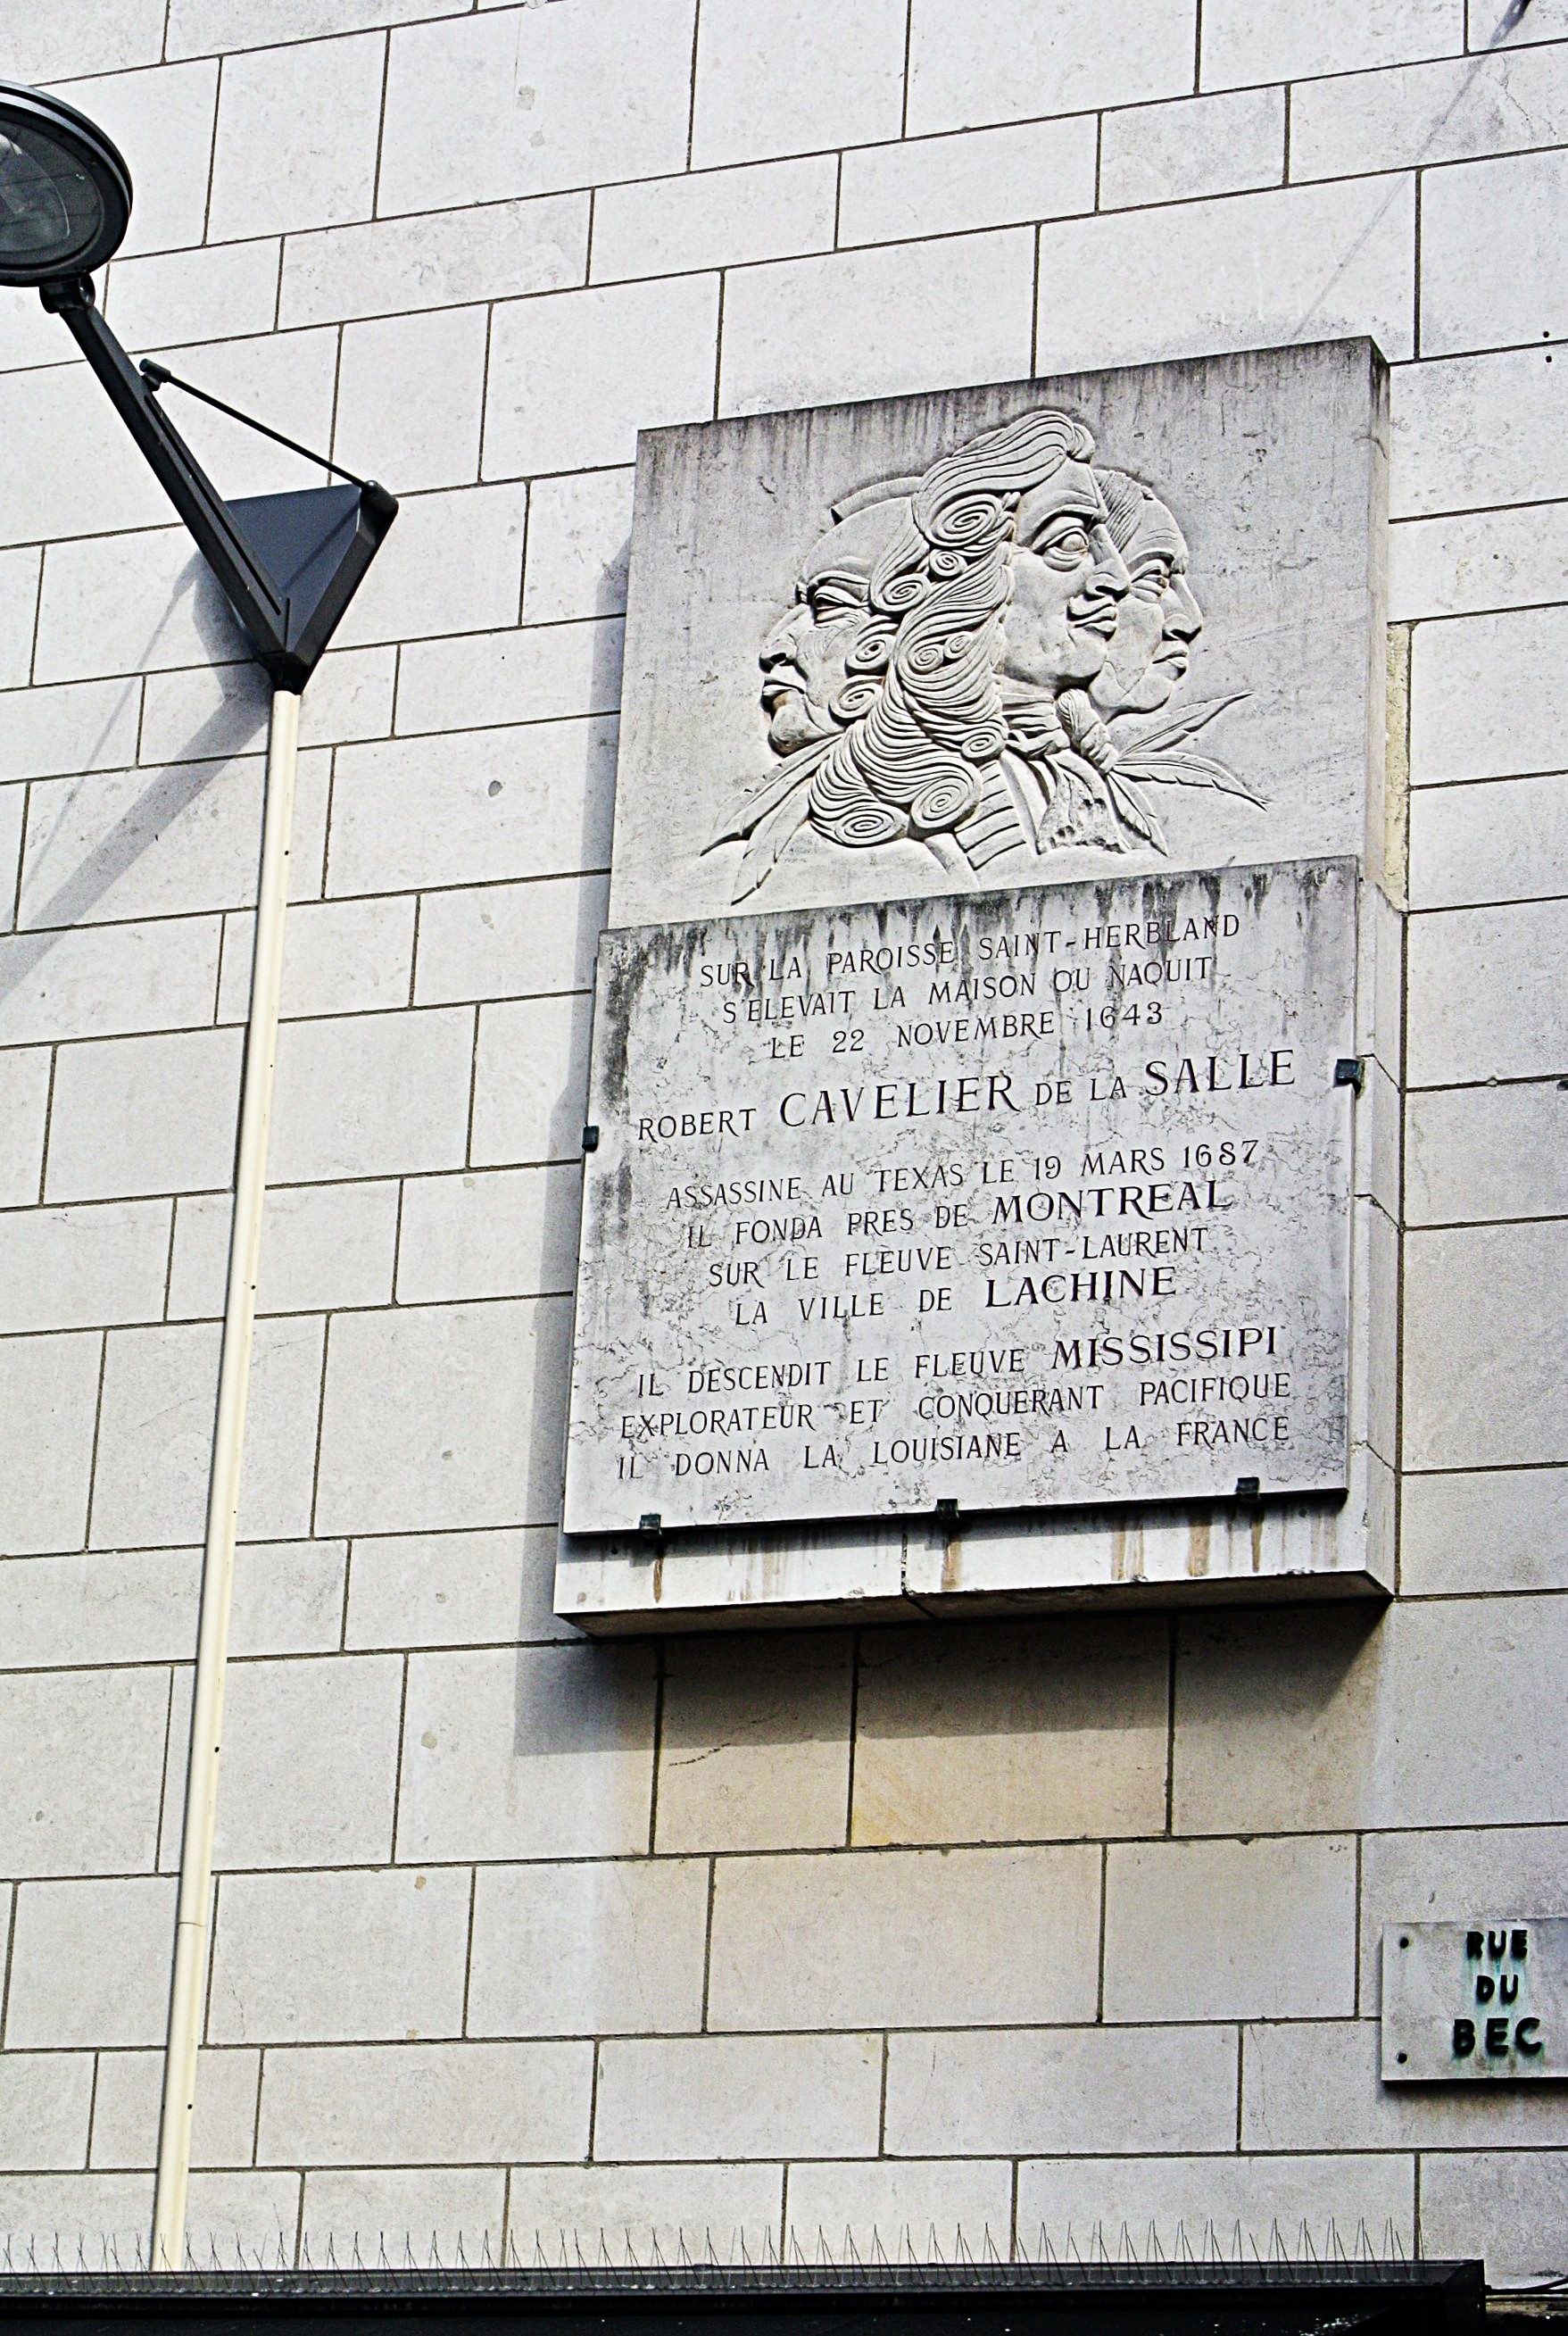 SUR LA PAROISSE SAINT-HERBLAND
S'ELEVAIT LA MAISON OU NAQUIT
LE 22 NOVEMBRE 1643
ROBERT CAVELIER DE LA SALLE
ASSASSINE AU TEXAS LE 19 MARS 1687
IL FONDA PRES DE MONTREAL
SUR LE FLEUVE SAINT-LAURENT
LA VILLE DE LACHINE
IL DESCENDIT LE FLEUVE MISSISSIPI
EXPLORATEUR ET CONQUERANT PACIFIQUE
IL DONNA LA LOUISIANE A LA FRANCE
RUE
DU
BEC